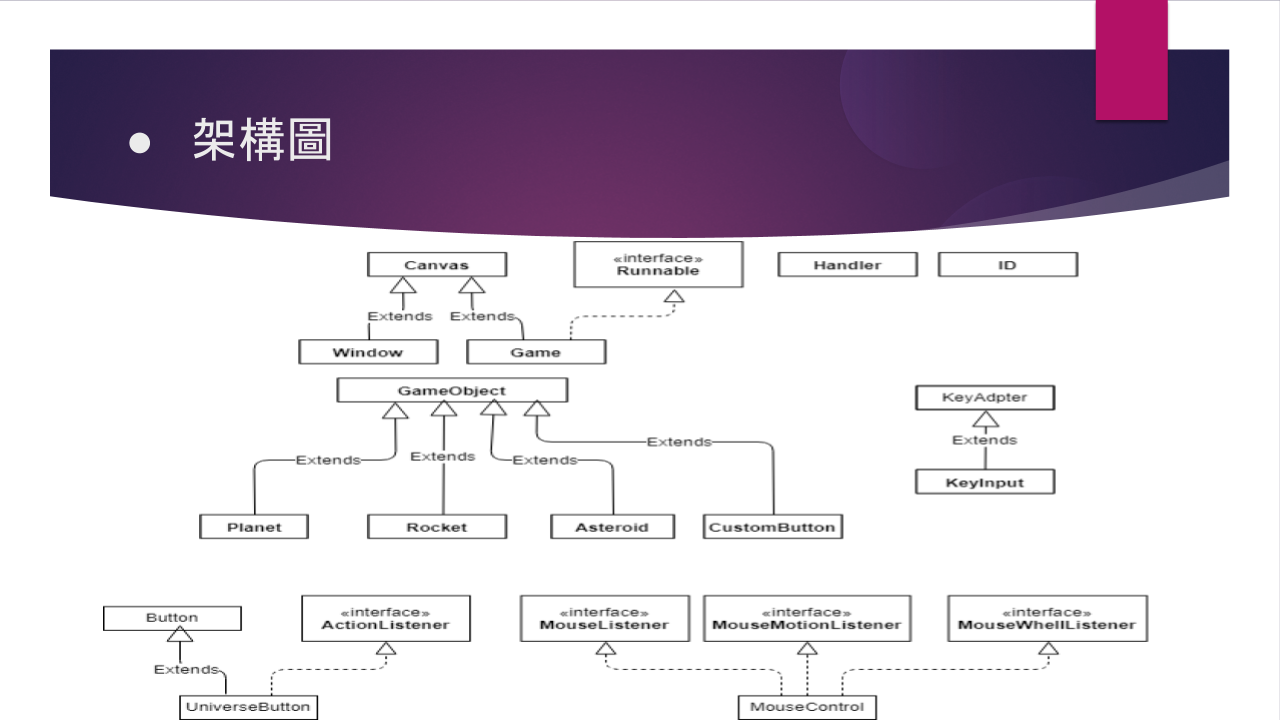 ● 架構圖
Canvas
«interface»
Runnable
Handler
ID
Extends Extends
Window
Game
GameObject
KeyAdpter
Extends
Extends
Extends
Extends
Extends
KeyInput
Planet
Rocket
Asteroid
CustomButton
Button
«interface»
ActionListener
«interface»
MouseListener
«interface»
MouseMotionListener
«interface»
MouseWhellListener
Extends
UniverseButton
MouseControl